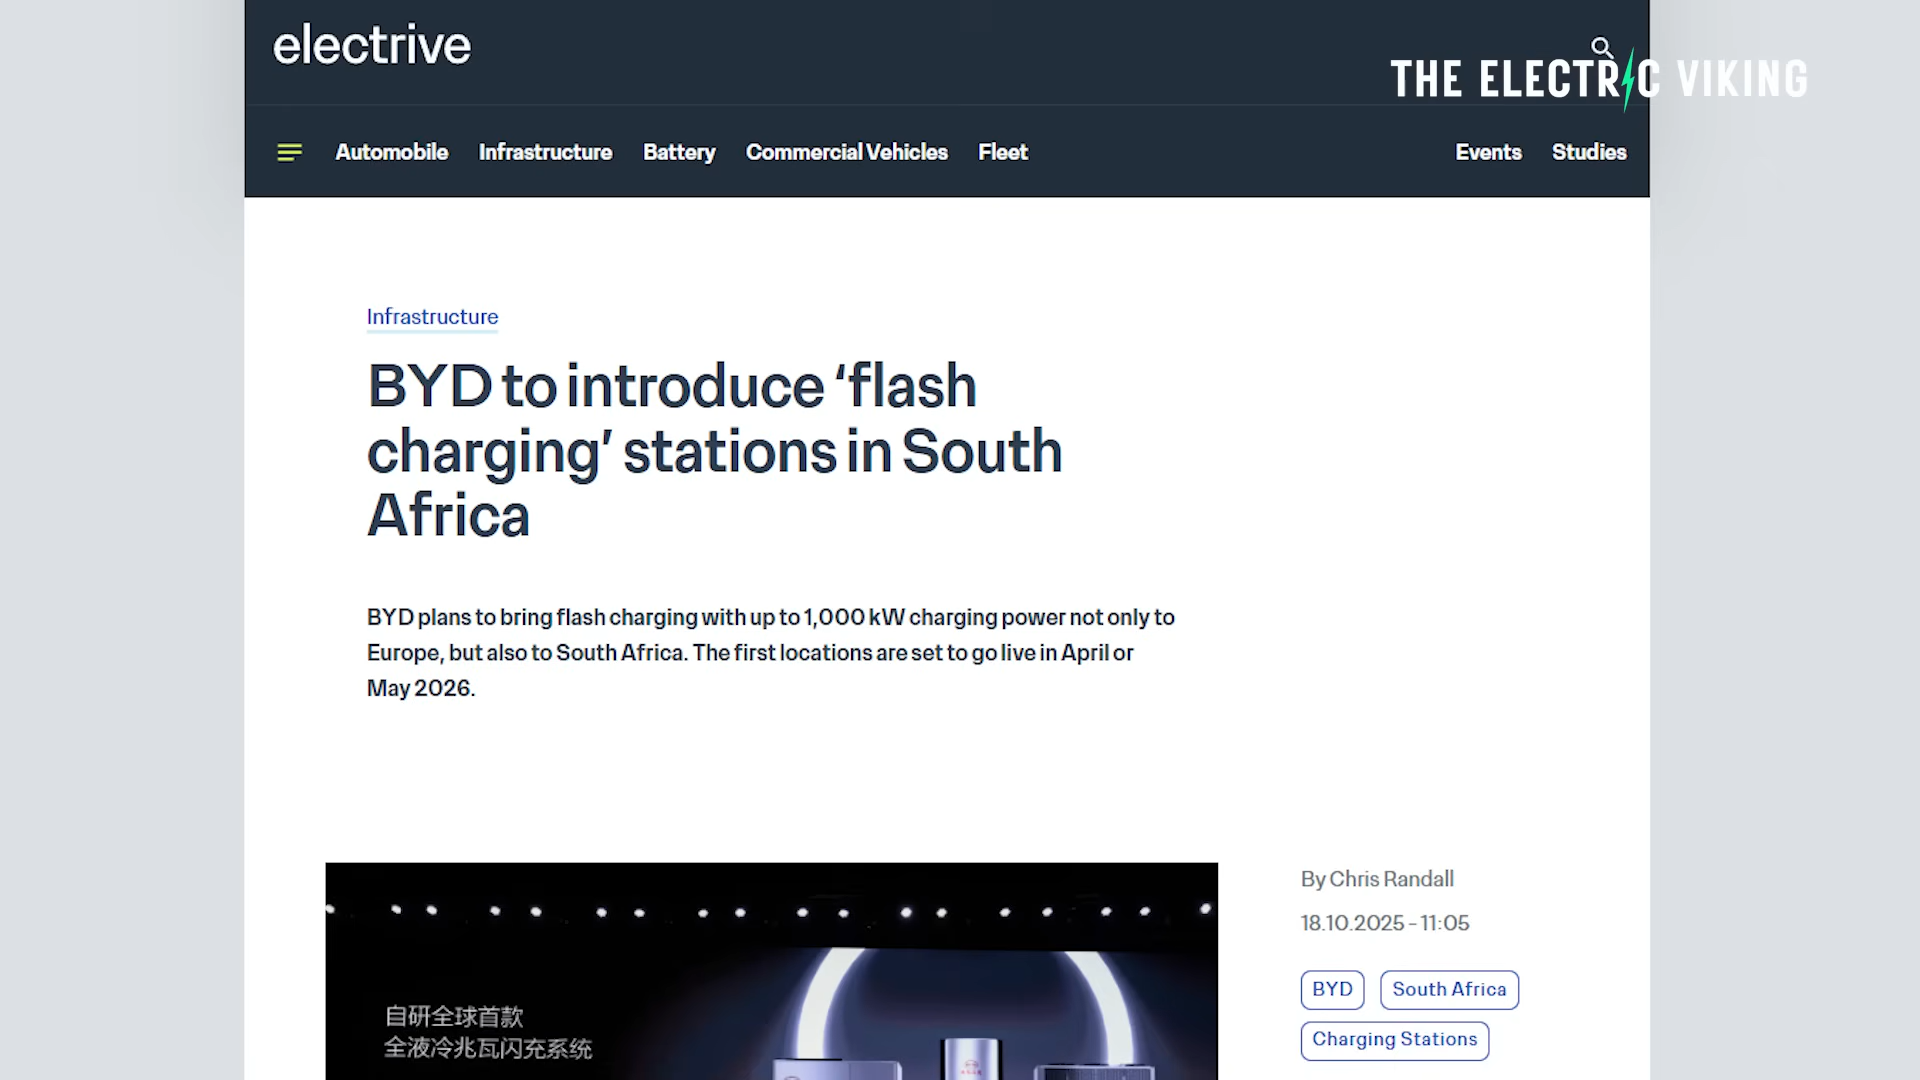 electrive
THE ELECTRIC VIKING
Automobile Infrastructure Battery Commercial Vehicles Fleet Events Studies
Infrastructure
BYD to introduce ‘flash
charging’ stations in South
Africa
BYD plans to bring flash charging with up to 1,000 kW charging power not only to
Europe, but also to South Africa. The first locations are set to go live in April or
May 2026.
By Chris Randall
18.10.2025 - 11:05
BYD South Africa
Charging Stations
自研全球首款
全液冷兆瓦闪充系统